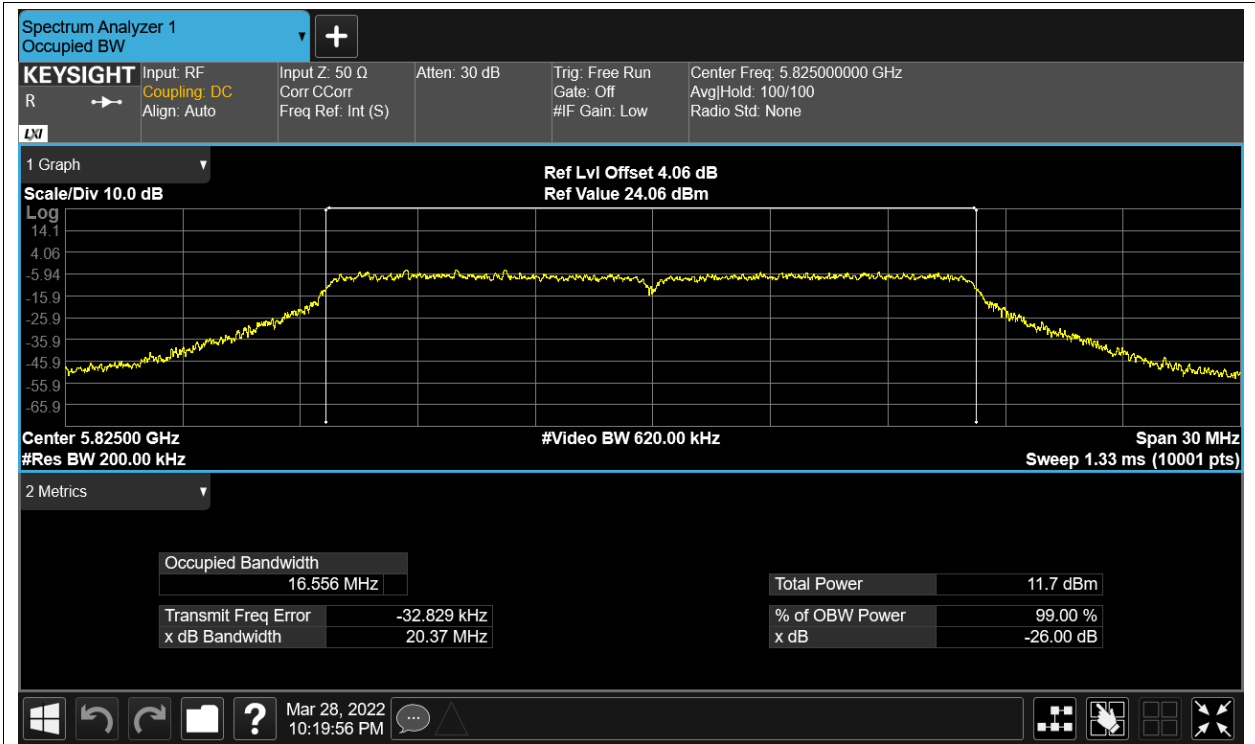 Spectrum Analyzer 1
Occupied BW
KEYSIGHT
R
LXI
Input: RF
Coupling: DC
Align: Auto
Input Z: 50 Ω
Corr CCorr
Freq Ref: Int (S)
Atten: 30 dB
Trig: Free Run
Gate: Off
#IF Gain: Low
Center Freq: 5.825000000 GHz
Avg|Hold: 100/100
Radio Std: None
1 Graph
Scale/Div 10.0 dB
Ref Lvl Offset 4.06 dB
Ref Value 24.06 dBm
Log
14.1
4.06
-5.94
-15.9
-25.9
-35.9
-45.9
-55.9
-65.9
Center 5.82500 GHz
#Video BW 620.00 kHz
Span 30 MHz
#Res BW 200.00 kHz
Sweep 1.33 ms (10001 pts)
2 Metrics
Occupied Bandwidth
16.556 MHz
Total Power 11.7 dBm
Transmit Freq Error -32.829 kHz
% of OBW Power 99.00 %
x dB Bandwidth 20.37 MHz
x dB -26.00 dB
Mar 28, 2022
10:19:56 PM